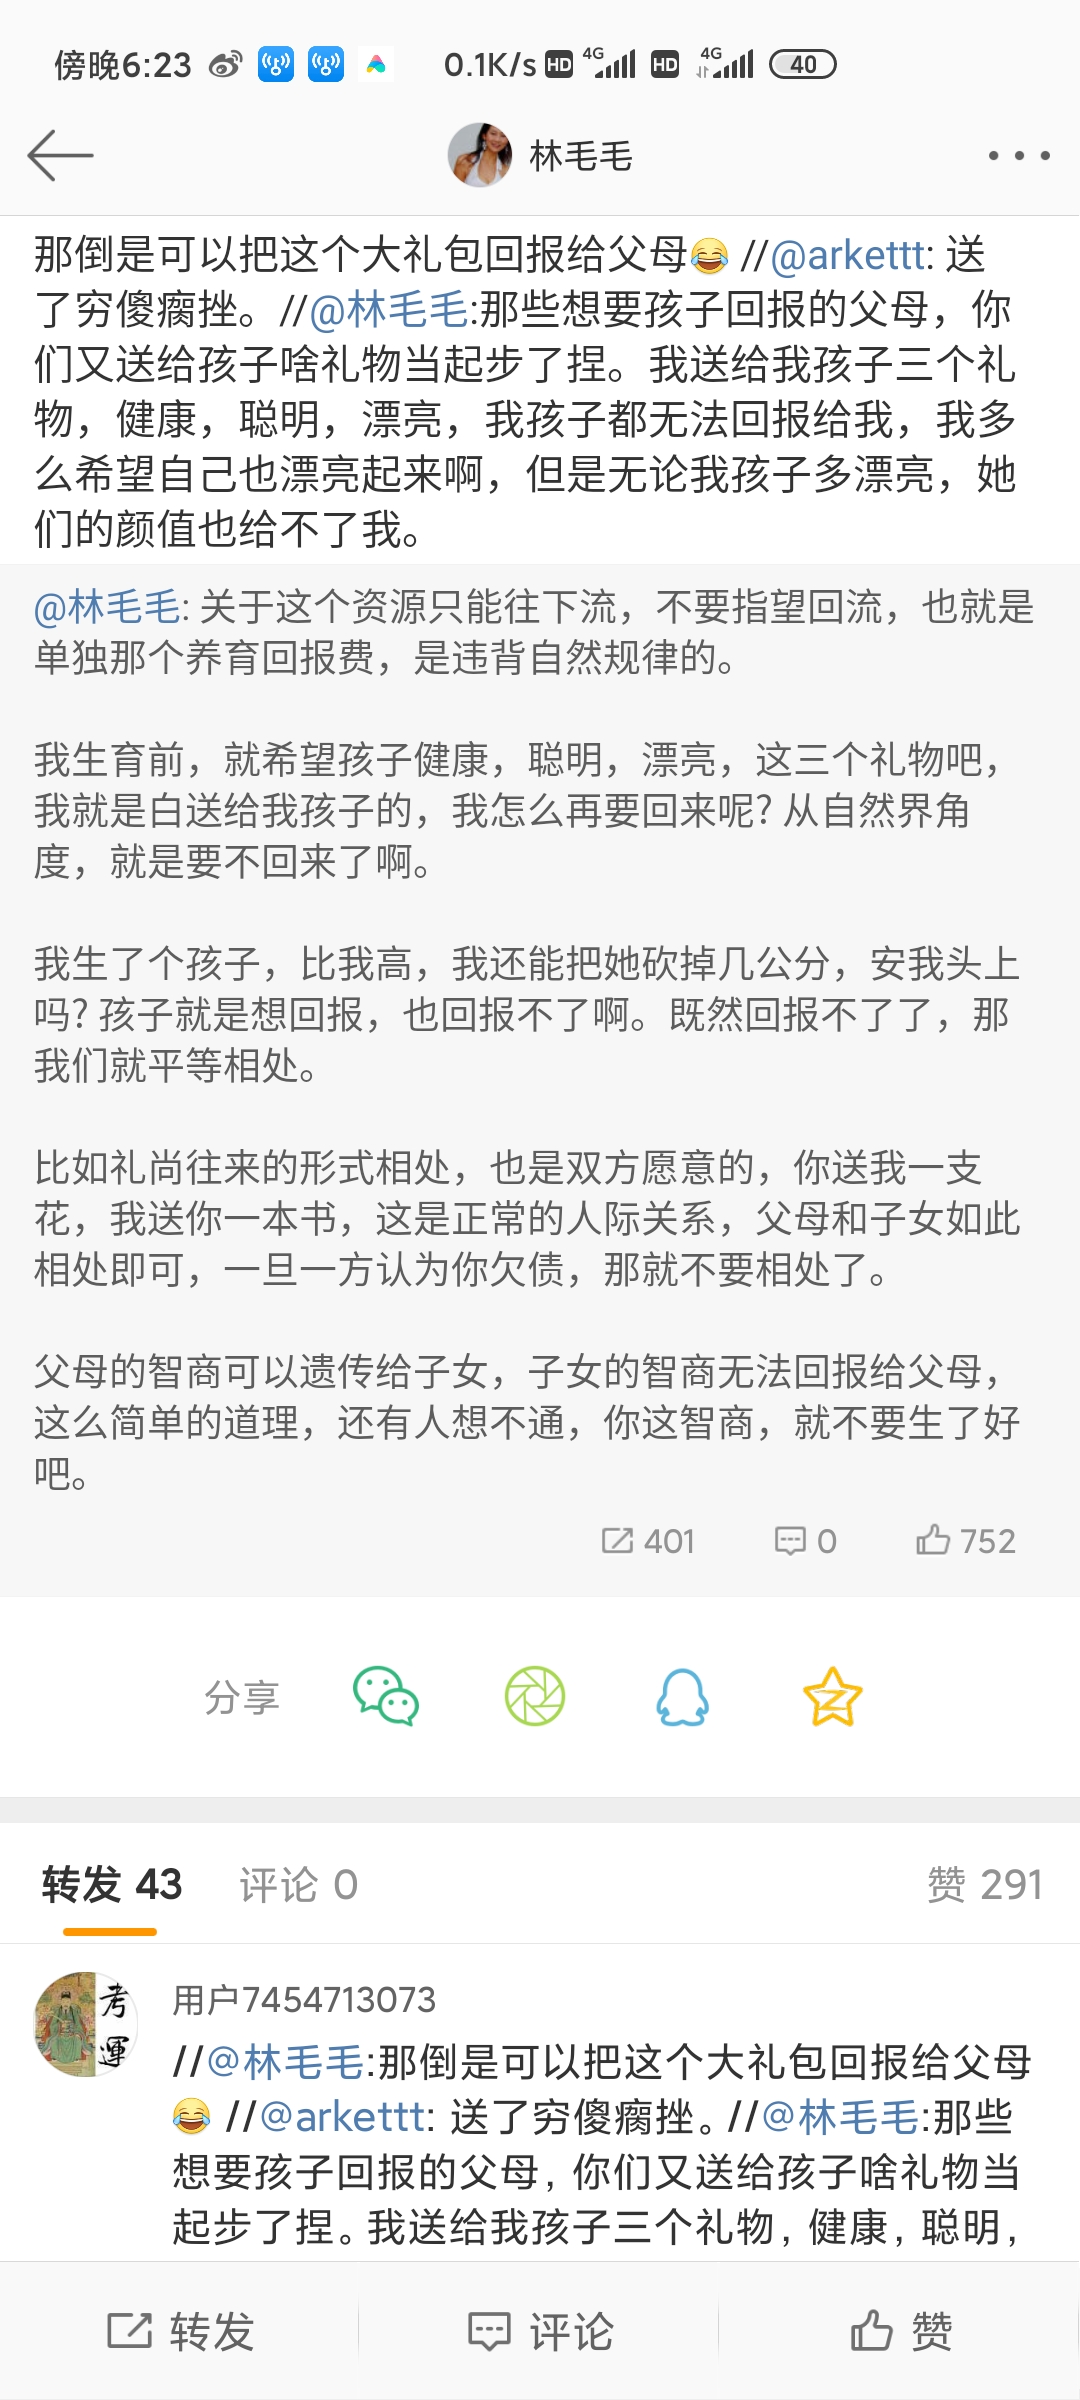 傍晚6:23 0.1K/s HD 4G HD 4G 40
林毛毛
那倒是可以把这个大礼包回报给父母😂 //@arkettt: 送
了穷傻瘸挫。//@林毛毛:那些想要孩子回报的父母，你
们又送给孩子啥礼物当起步了捏。我送给我孩子三个礼
物，健康，聪明，漂亮，我孩子都无法回报给我，我多
么希望自己也漂亮起来啊，但是无论我孩子多漂亮，她
们的颜值也给不了我。
@林毛毛: 关于这个资源只能往下流，不要指望回流，也就是
单独那个养育回报费，是违背自然规律的。
我生育前，就希望孩子健康，聪明，漂亮，这三个礼物吧，
我就是白送给我孩子的，我怎么再要回来呢? 从自然界角
度，就是要不回来了啊。
我生了个孩子，比我高，我还能把她砍掉几公分，安我头上
吗? 孩子就是想回报，也回报不了啊。既然回报不了了，那
我们就平等相处。
比如礼尚往来的形式相处，也是双方愿意的，你送我一支
花，我送你一本书，这是正常的人际关系，父母和子女如此
相处即可，一旦一方认为你欠债，那就不要相处了。
父母的智商可以遗传给子女，子女的智商无法回报给父母，
这么简单的道理，还有人想不通，你这智商，就不要生了好
吧。
401 0 752
分享
转发 43 评论 0 赞 291
考運
用户7454713073
//@林毛毛:那倒是可以把这个大礼包回报给父母
😂 //@arkettt: 送了穷傻瘸挫。//@林毛毛:那些
想要孩子回报的父母，你们又送给孩子啥礼物当
起步了捏。我送给我孩子三个礼物，健康，聪明，
转发 评论 赞